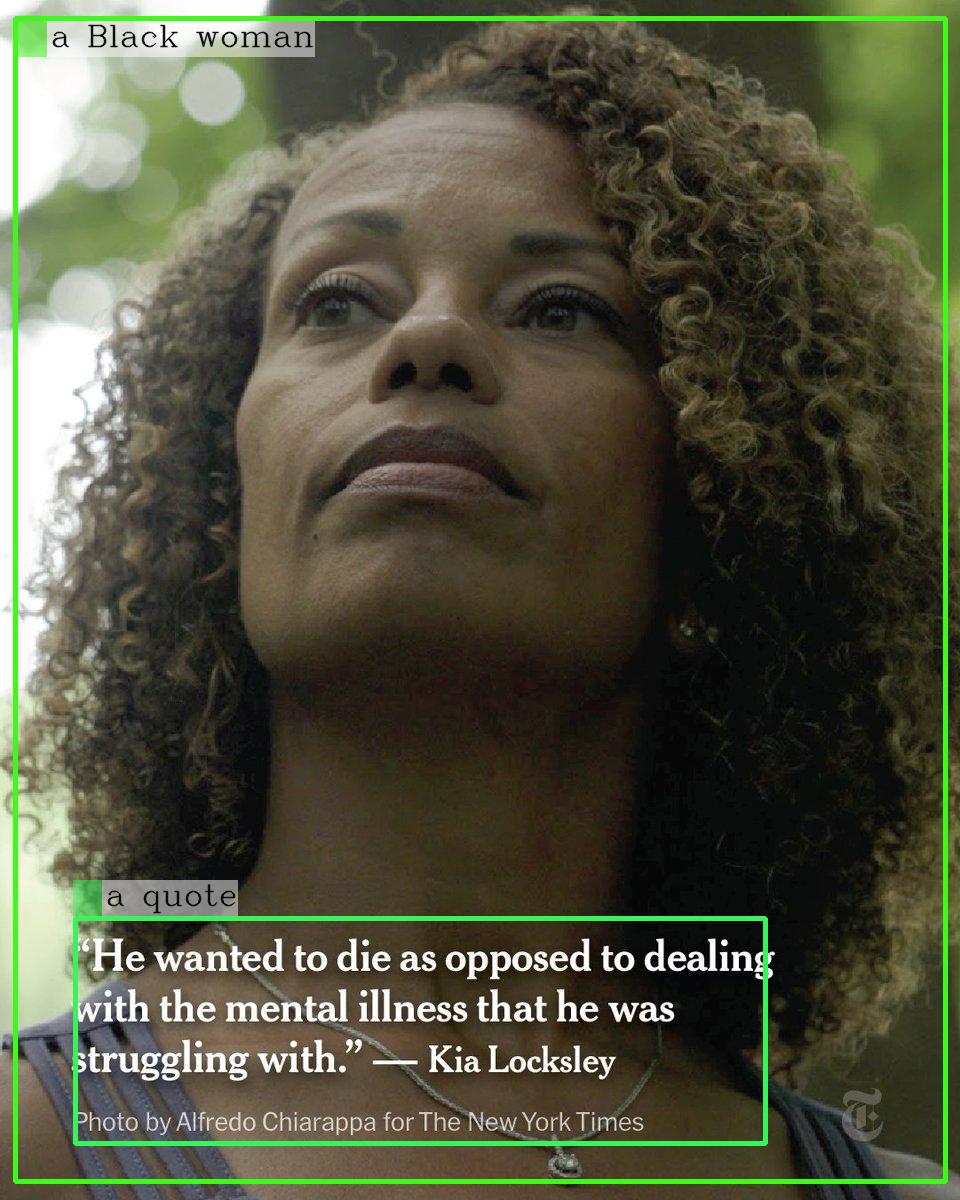 a Black woman
a quote
“He wanted to die as opposed to dealing
with the mental illness that he was
struggling with.” — Kia Locksley
Photo by Alfredo Chiarappa for The New York Times
T